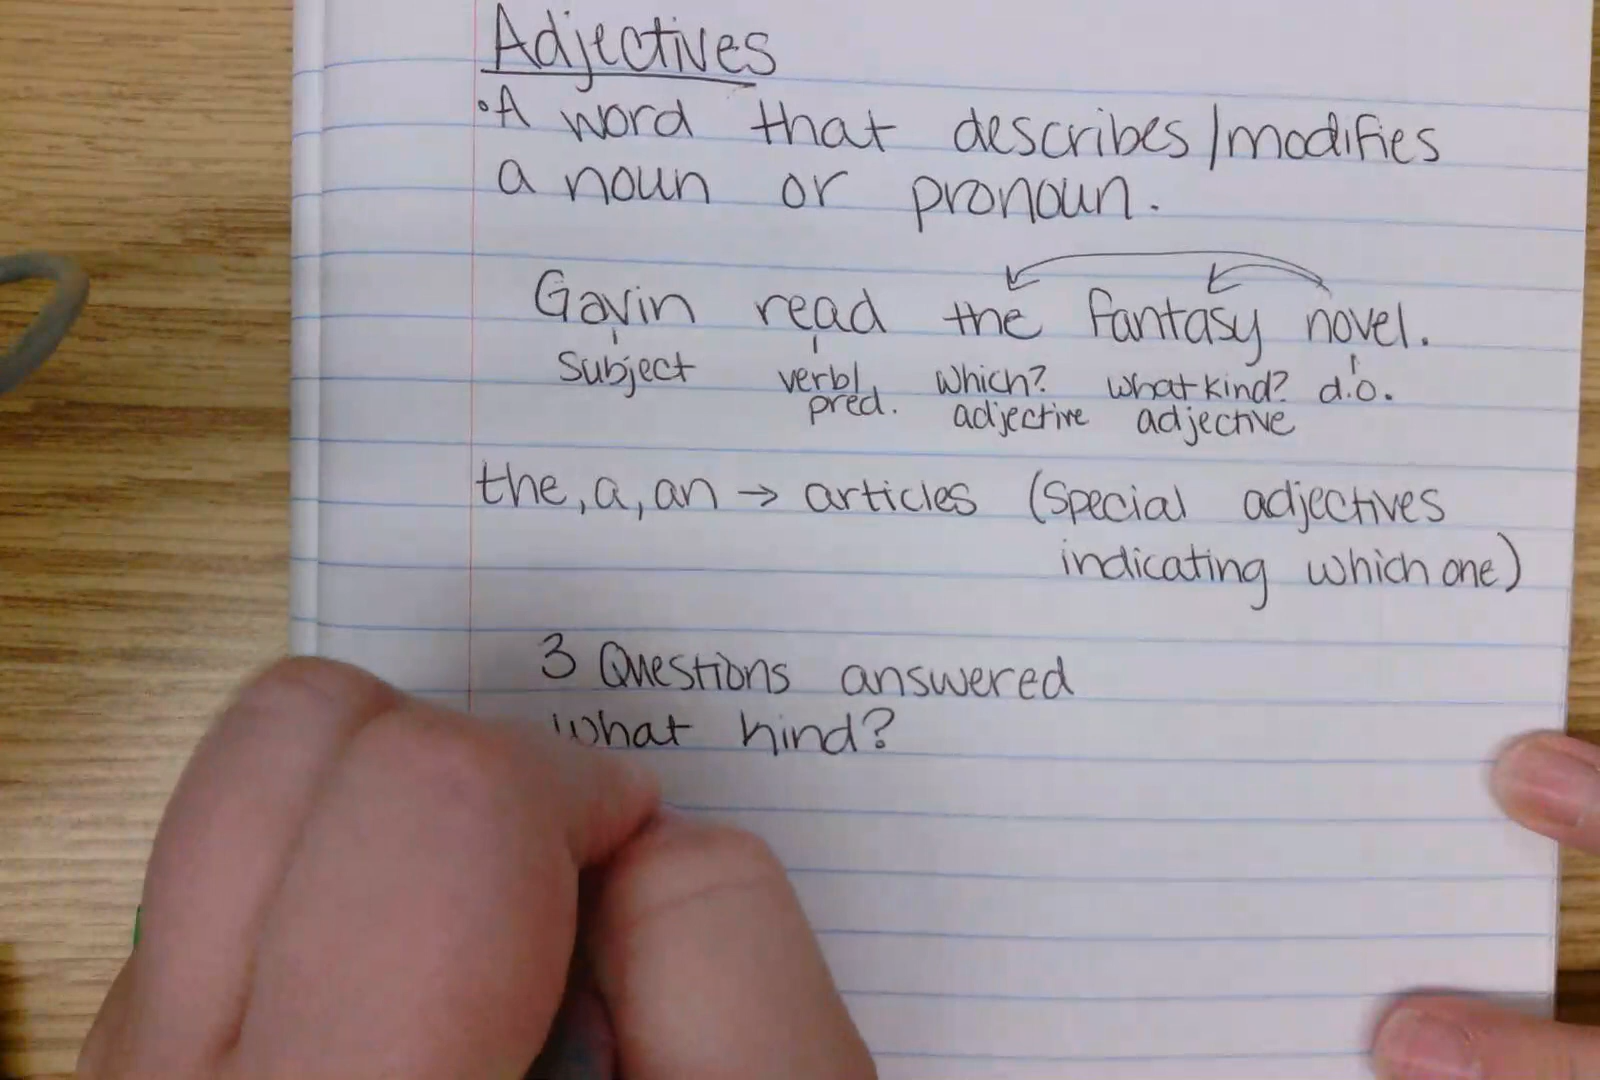 Adjectives
• A word that describes/modifies
a noun or pronoun.
Gavin read the fantasy novel.
Subject verb/ Which? what kind? d.o.
pred. adjective adjective
the, a, an → articles (special adjectives
indicating which one)
3 Questions answered
What kind?